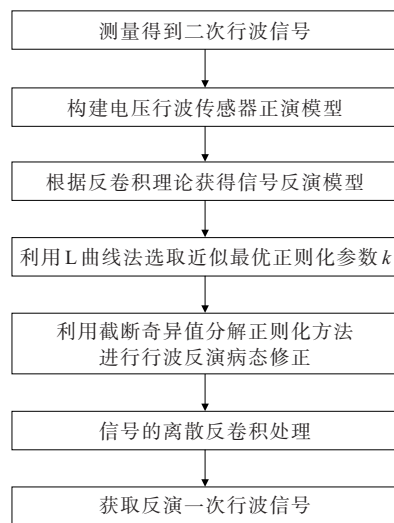 测量得到二次行波信号
构建电压行波传感器正演模型
根据反卷积理论获得信号反演模型
利用L曲线法选取近似最优正则化参数k
利用截断奇异值分解正则化方法
进行行波反演病态修正
信号的离散反卷积处理
获取反演一次行波信号